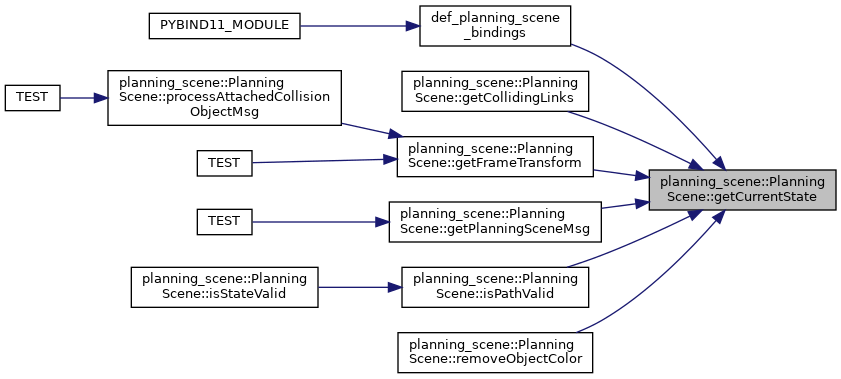 PYBIND11_MODULE
def_planning_scene
_bindings
planning_scene::Planning
Scene::getCollidingLinks
TEST
planning_scene::Planning
Scene::processAttachedCollision
ObjectMsg
planning_scene::Planning
Scene::getFrameTransform
TEST
planning_scene::Planning
Scene::getCurrentState
TEST
planning_scene::Planning
Scene::getPlanningSceneMsg
planning_scene::Planning
Scene::isStateValid
planning_scene::Planning
Scene::isPathValid
planning_scene::Planning
Scene::removeObjectColor